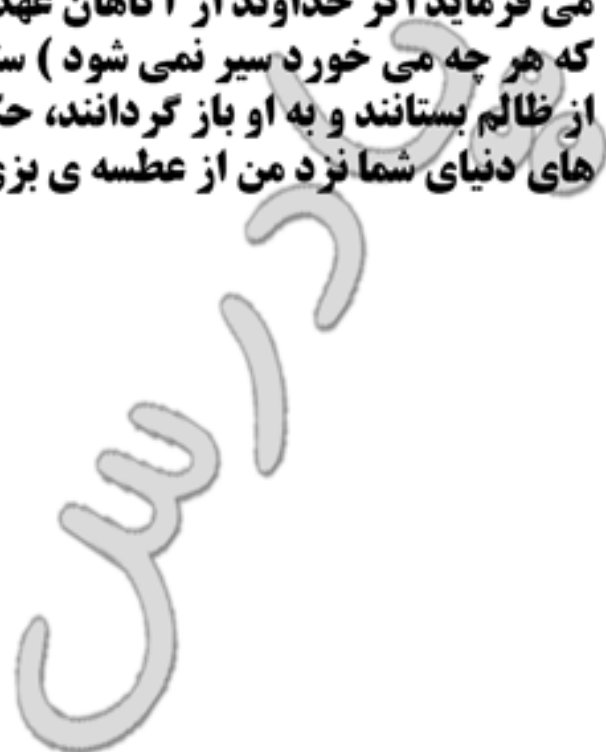 می فرماید اگر خداوند از آگاهان عهد
که هر چه می خورد سیر نمی شود )
از ظالم بستانند و به او باز گردانند،
های دنیای شما نزد من از عطسه ی